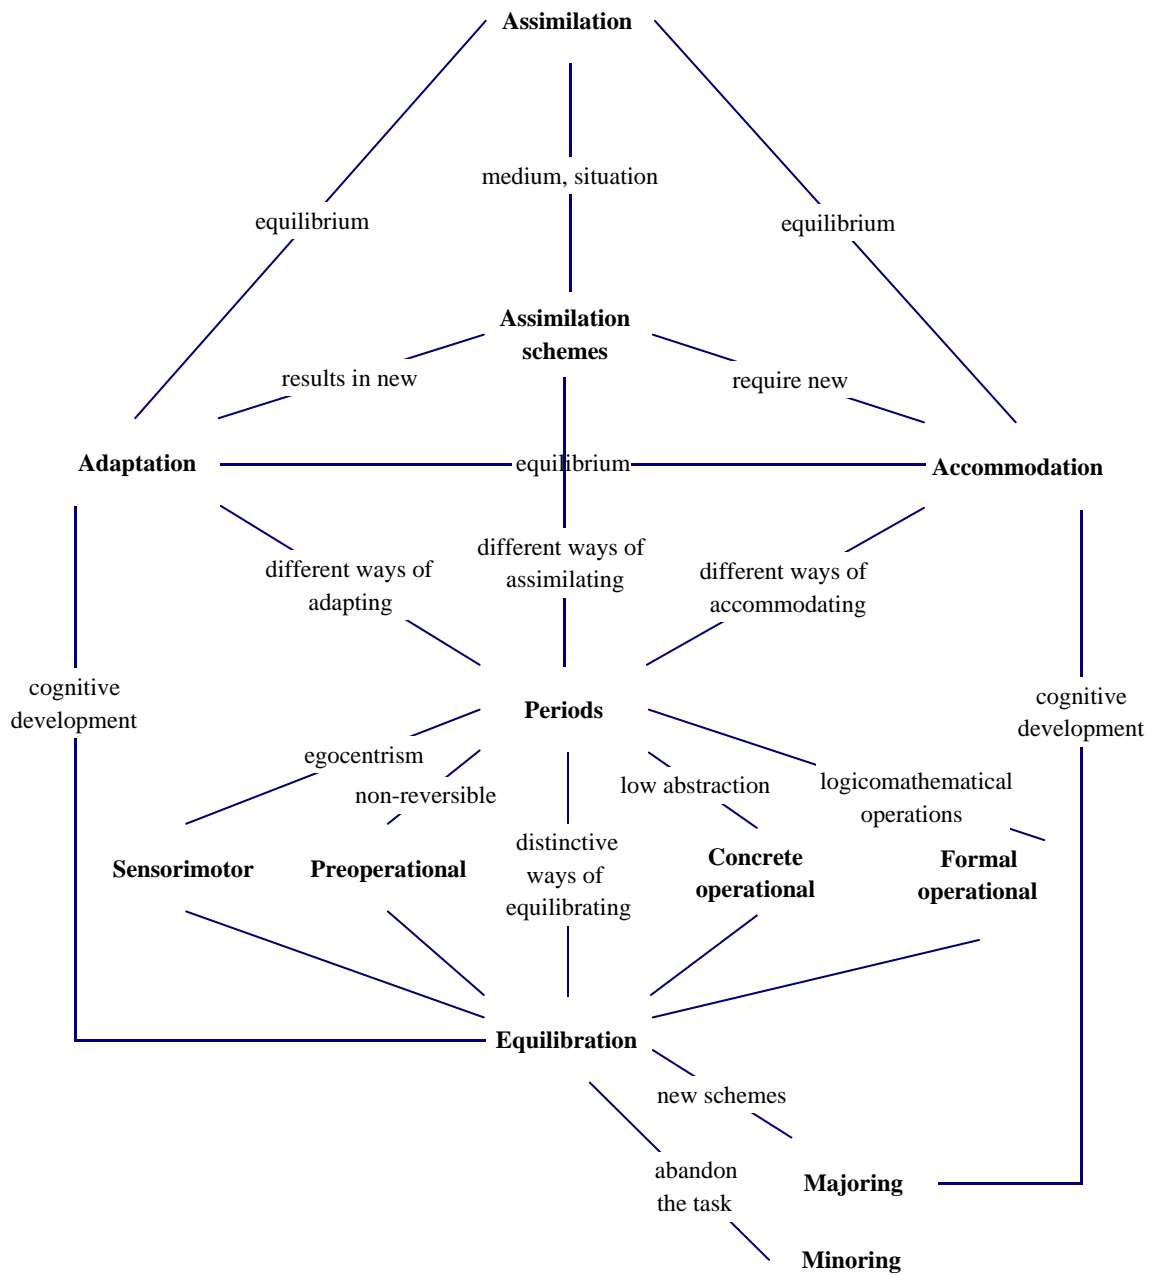 Assimilation
medium, situation
equilibrium
equilibrium
Assimilation
schemes
results in new
require new
Adaptation
equilibrium
Accommodation
different ways of
adapting
different ways of
assimilating
different ways of
accommodating
cognitive
development
Periods
cognitive
development
egocentrism
non-reversible
low abstraction
logicomathematical
operations
distinctive
ways of
equilibrating
Sensorimotor
Preoperational
Concrete
operational
Formal
operational
Equilibration
new schemes
abandon
the task
Majoring
Minoring